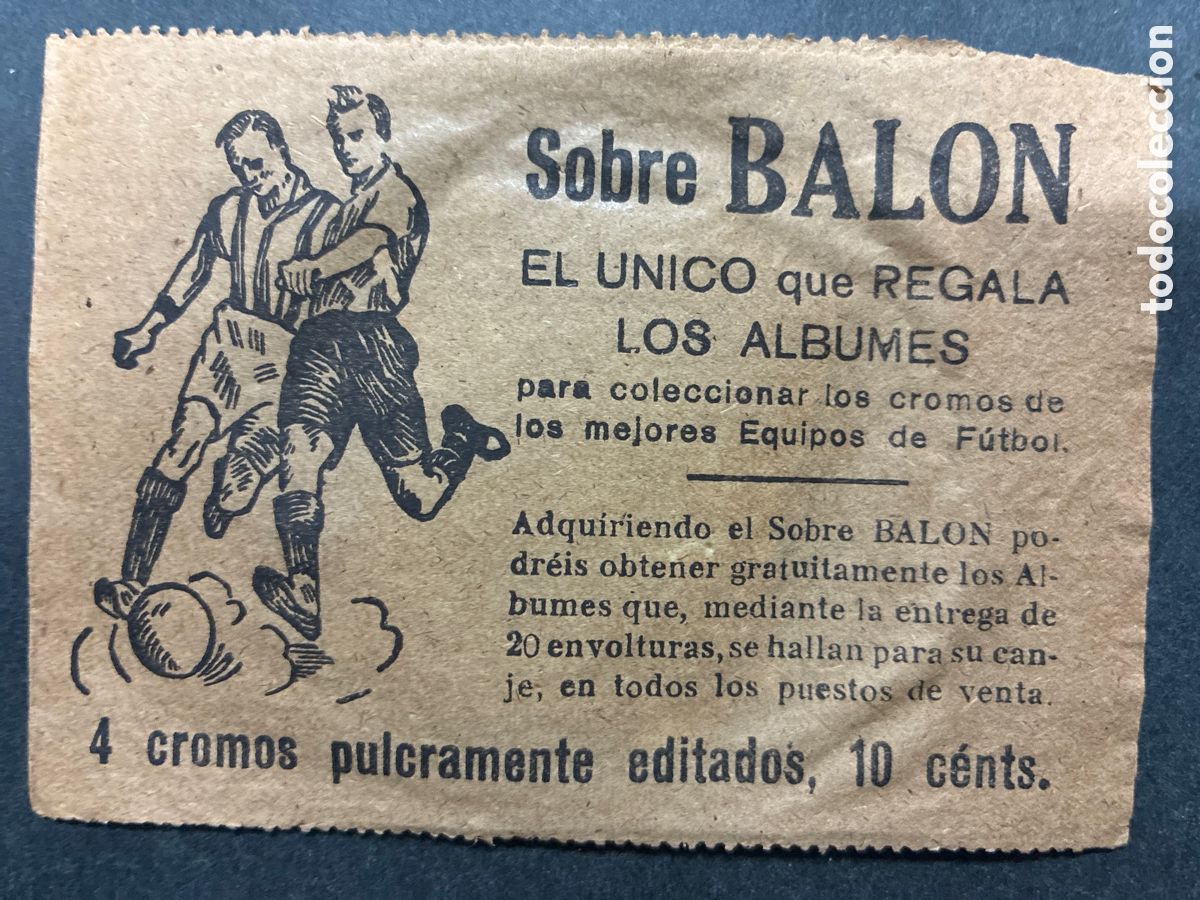 Sobre BALON
EL UNICO que REGALA
LOS ALBUMES
para coleccionar los cromos de
los mejores Equipos de Fútbol.
Adquiriendo el Sobre BALON po-
dréis obtener gratuitamente los Al-
bumes que, mediante la entrega de
20 envolturas, se hallan para su can-
je, en todos los puestos de venta.
4 cromos pulcramente editados, 10 cénts.
todocoleccion